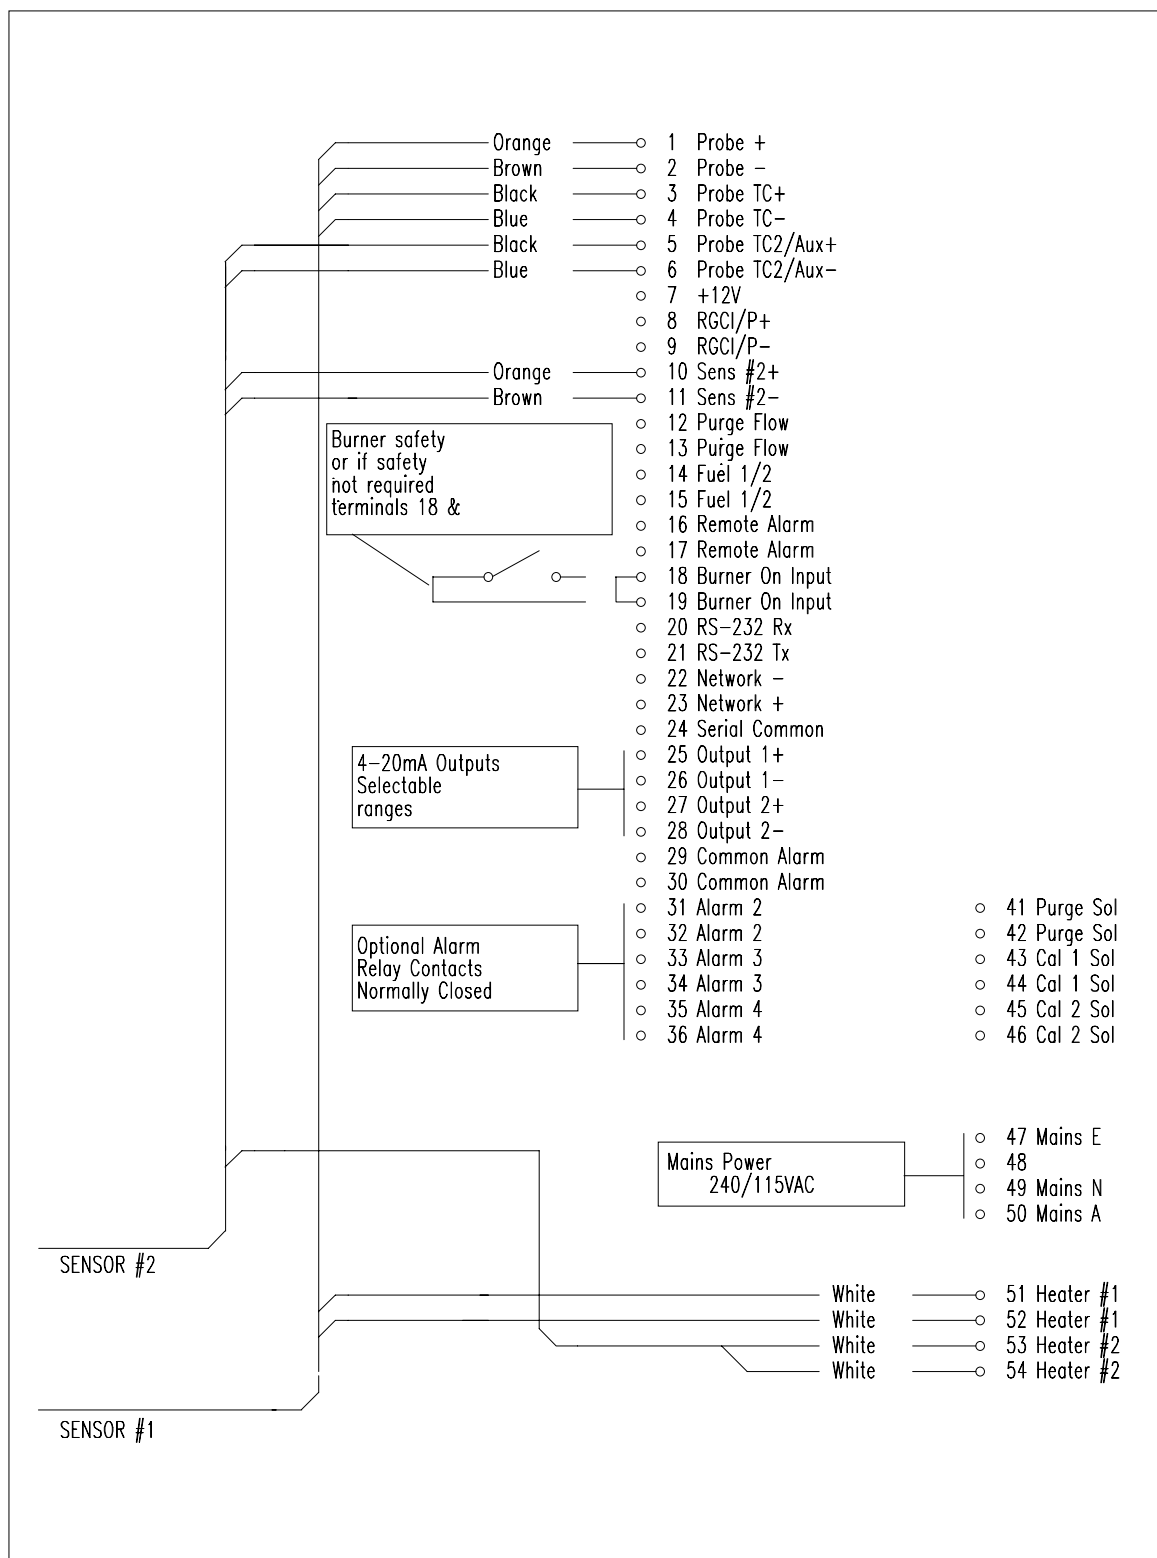 Orange 1 Probe +
Brown 2 Probe -
Black 3 Probe TC+
Blue 4 Probe TC-
Black 5 Probe TC2/Aux+
Blue 6 Probe TC2/Aux-
7 +12V
8 RGCI/P+
9 RGCI/P-
Orange 10 Sens #2+
Brown 11 Sens #2-
12 Purge Flow
13 Purge Flow
14 Fuel 1/2
15 Fuel 1/2
16 Remote Alarm
17 Remote Alarm
18 Burner On Input
19 Burner On Input
20 RS-232 Rx
21 RS-232 Tx
22 Network -
23 Network +
24 Serial Common
25 Output 1+
26 Output 1-
27 Output 2+
28 Output 2-
29 Common Alarm
30 Common Alarm
31 Alarm 2
32 Alarm 2
33 Alarm 3
34 Alarm 3
35 Alarm 4
36 Alarm 4
Burner safety
or if safety
not required
terminals 18 &
4-20mA Outputs
Selectable
ranges
Optional Alarm
Relay Contacts
Normally Closed
41 Purge Sol
42 Purge Sol
43 Cal 1 Sol
44 Cal 1 Sol
45 Cal 2 Sol
46 Cal 2 Sol
Mains Power
240/115VAC
47 Mains E
48
49 Mains N
50 Mains A
SENSOR #2
White 51 Heater #1
White 52 Heater #1
White 53 Heater #2
White 54 Heater #2
SENSOR #1